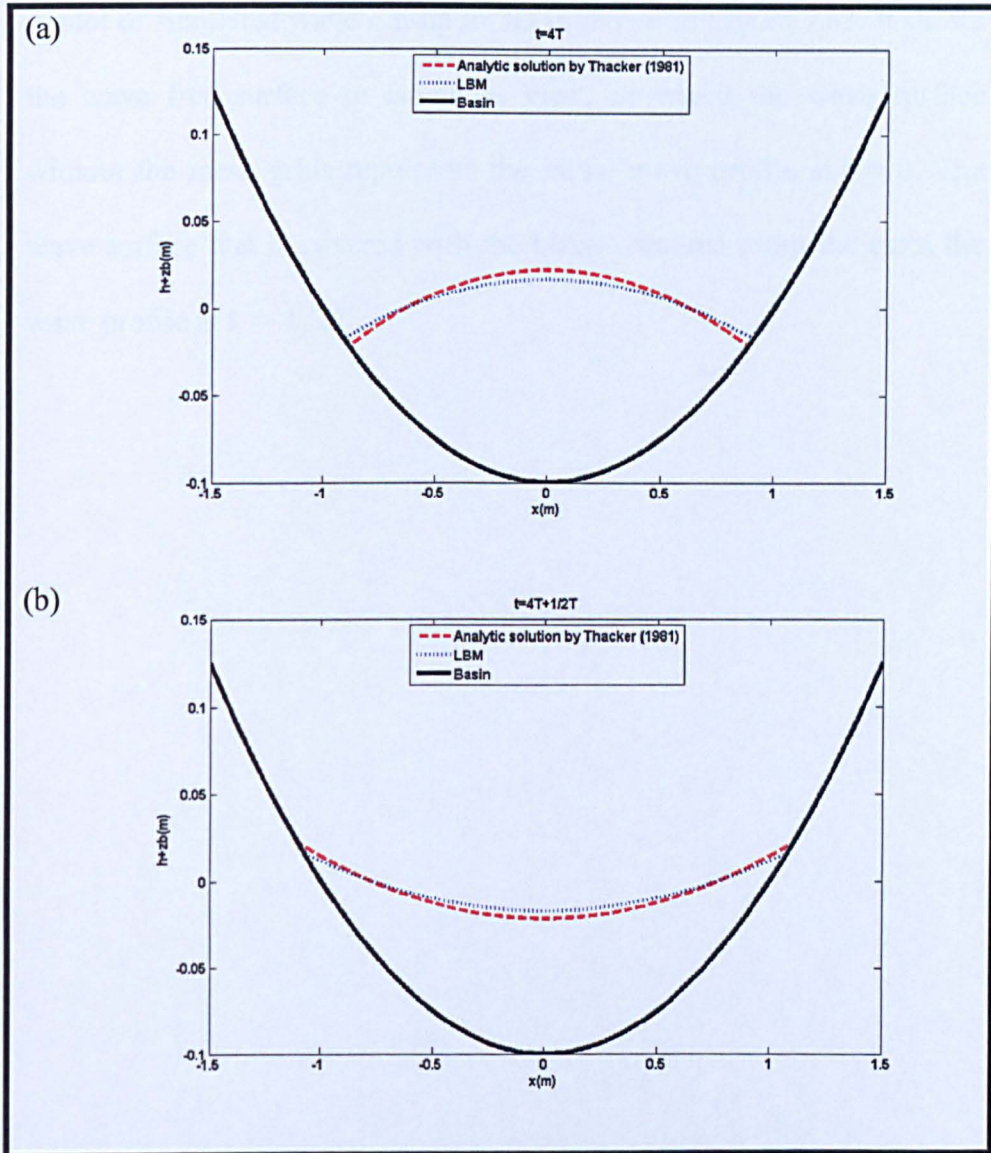 (a)
t=4T
0.15
0.1
0.05
0
-0.05
-0.1
h+zb(m)
Analytic solution by Thacker (1981)
LBM
Basin
-1.5 -1 -0.5 0 0.5 1 1.5
x(m)
(b)
t=4T+1/2T
0.15
0.1
0.05
0
-0.05
-0.1
h+zb(m)
Analytic solution by Thacker (1981)
LBM
Basin
-1.5 -1 -0.5 0 0.5 1 1.5
x(m)